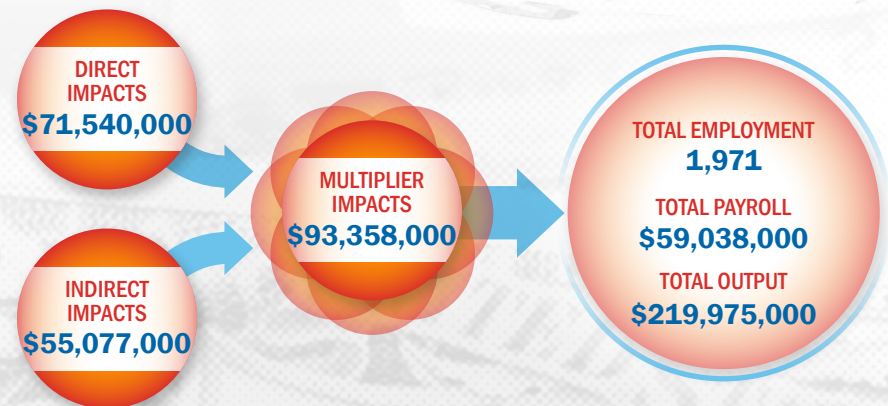 DIRECT
IMPACTS
$71,540,000
INDIRECT
IMPACTS
$55,077,000
MULTIPLIER
IMPACTS
$93,358,000
TOTAL EMPLOYMENT
1,971
TOTAL PAYROLL
$59,038,000
TOTAL OUTPUT
$219,975,000